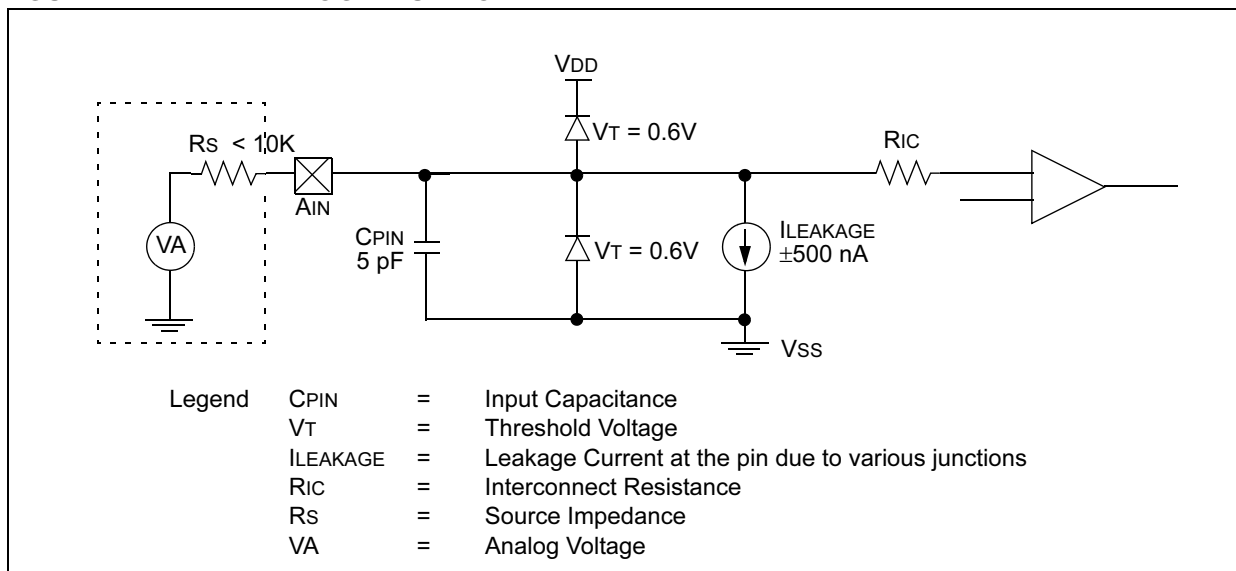 VDD
VT = 0.6V
RS < 10K
RIC
AIN
VA
CPIN
5 pF
VT = 0.6V
ILEAKAGE
±500 nA
VSS
Legend CPIN = Input Capacitance
VT = Threshold Voltage
ILEAKAGE = Leakage Current at the pin due to various junctions
RIC = Interconnect Resistance
RS = Source Impedance
VA = Analog Voltage